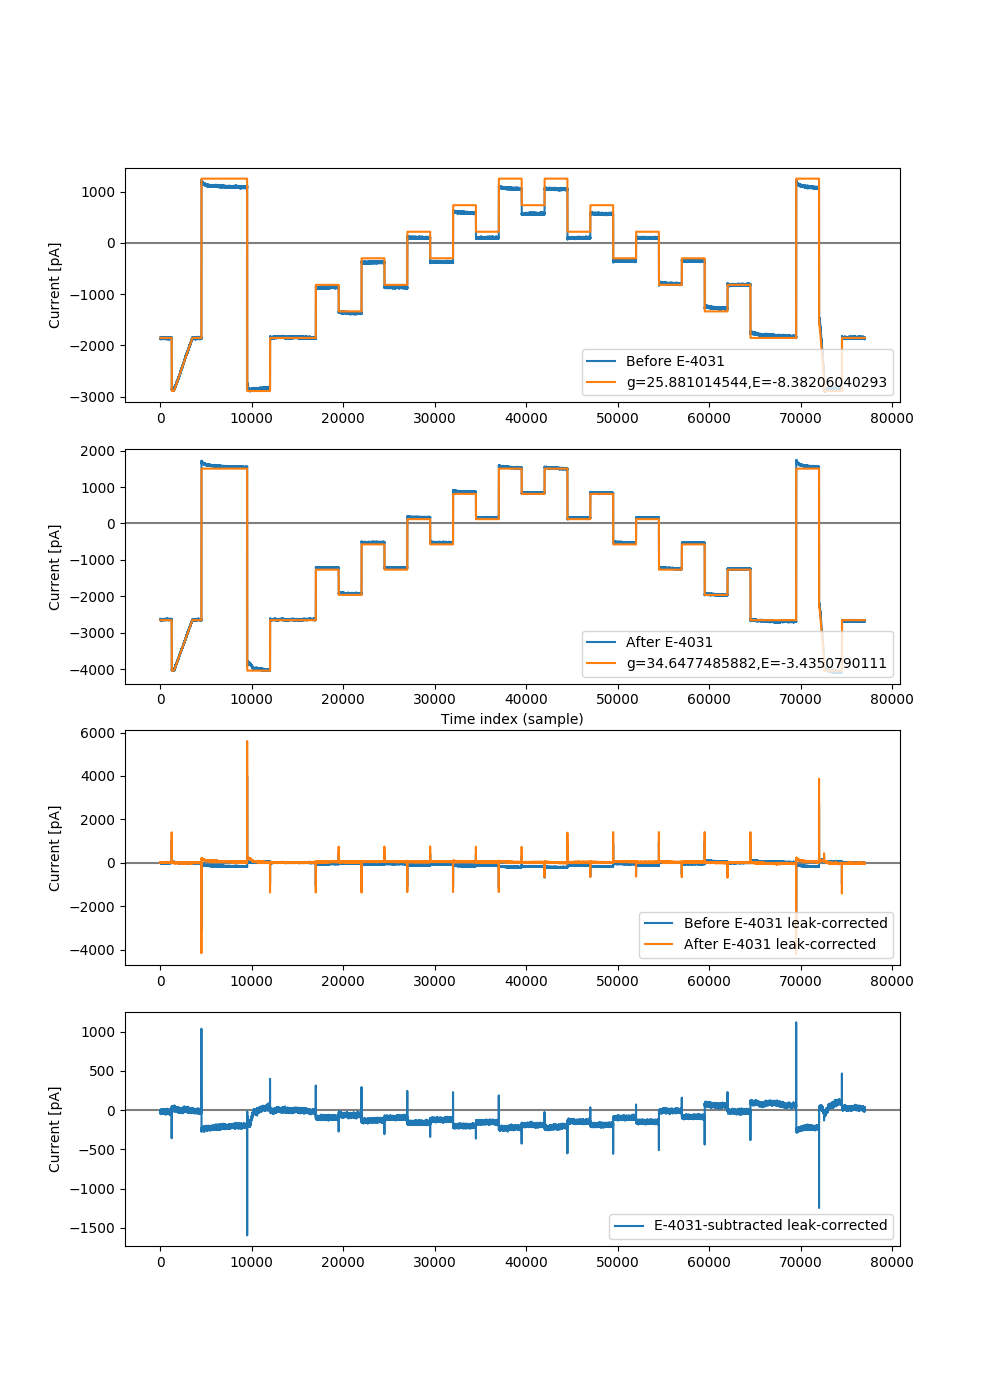 1000
0
−1000
−2000
−3000
Current [pA]
Before E-4031
g=25.881014544,E=-8.38206040293
0 10000 20000 30000 40000 50000 60000 70000 80000
2000
1000
0
−1000
−2000
−3000
−4000
Current [pA]
After E-4031
g=34.6477485882,E=-3.4350790111
0 10000 20000 30000 40000 50000 60000 70000 80000
Time index (sample)
6000
4000
2000
0
−2000
−4000
Current [pA]
Before E-4031 leak-corrected
After E-4031 leak-corrected
0 10000 20000 30000 40000 50000 60000 70000 80000
1000
500
0
−500
−1000
−1500
Current [pA]
E-4031-subtracted leak-corrected
0 10000 20000 30000 40000 50000 60000 70000 80000